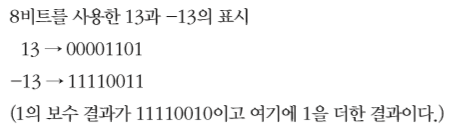 8비트를 사용한 13과 −13의 표시
13 → 00001101
−13 → 11110011
(1의 보수 결과가 11110010이고 여기에 1을 더한 결과이다.)